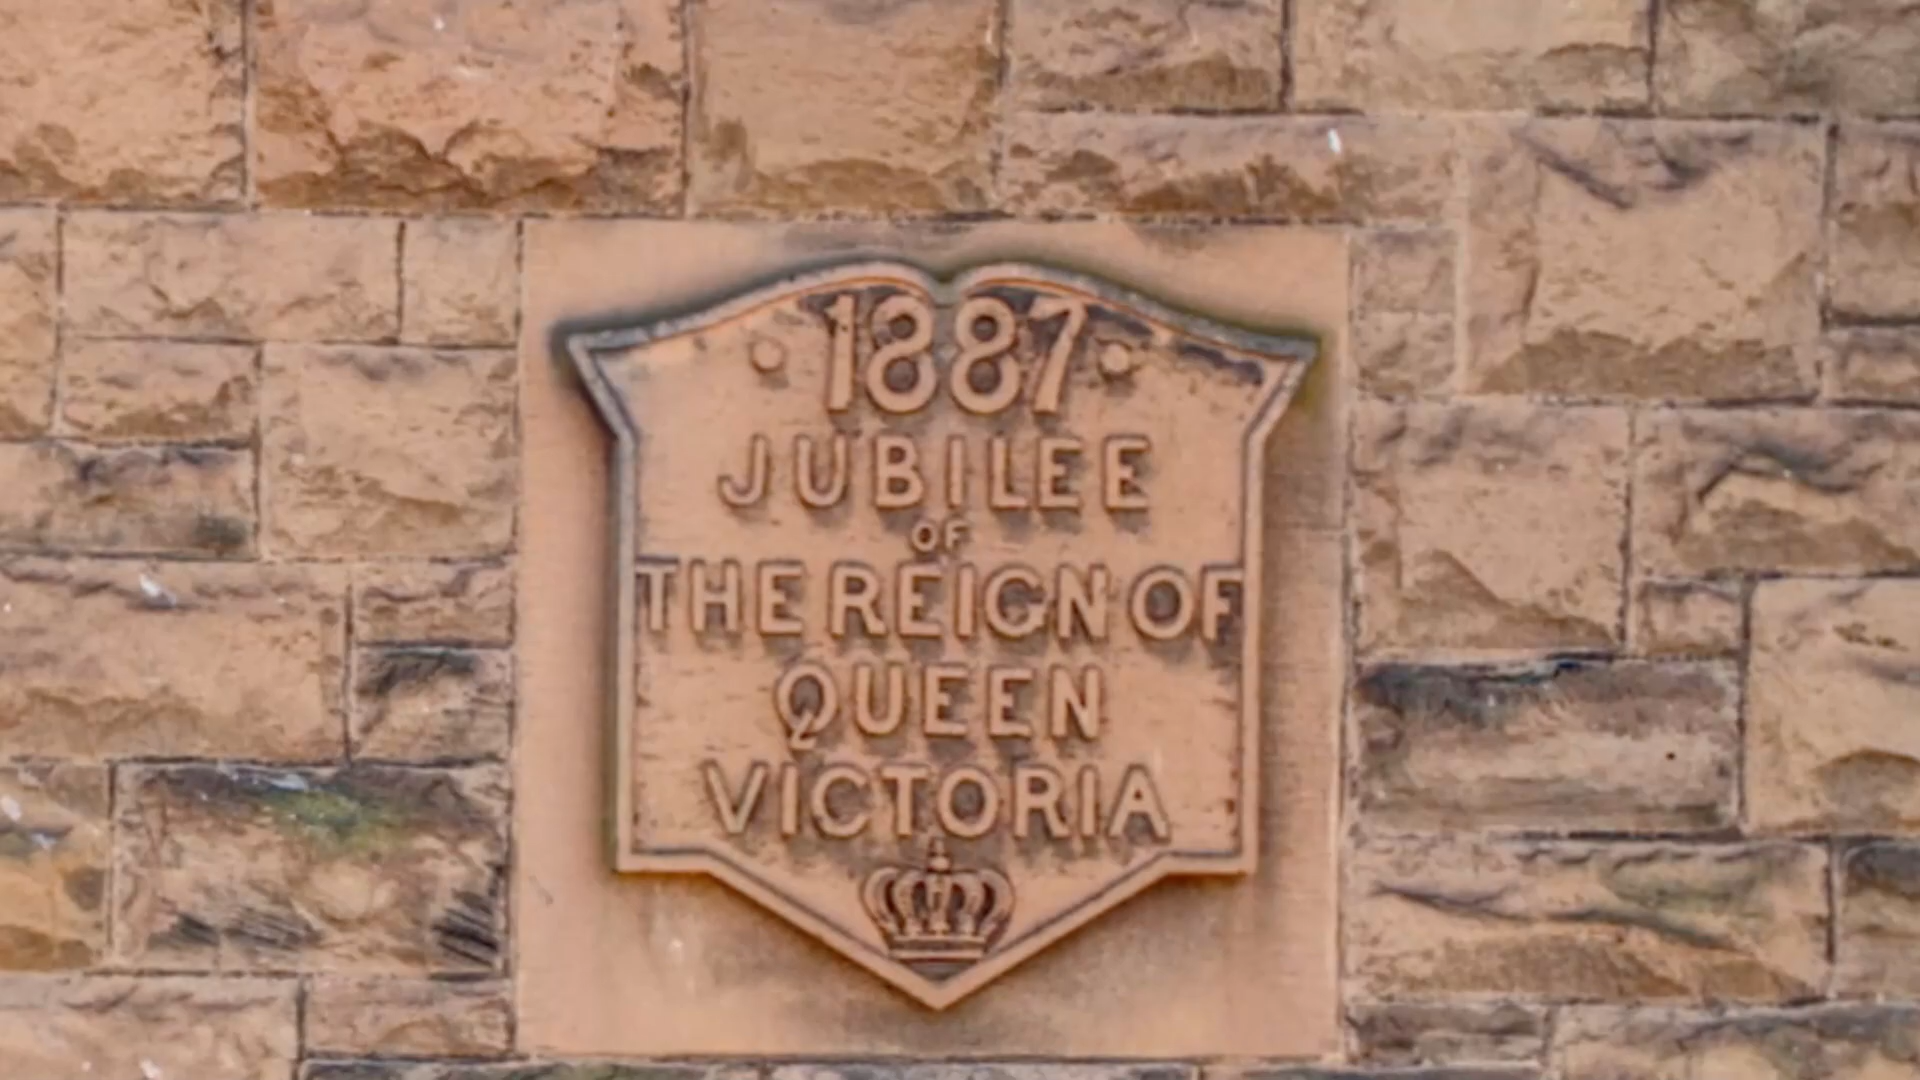 ·1887·
JUBILEE
OF
THE REIGN OF
QUEEN
VICTORIA